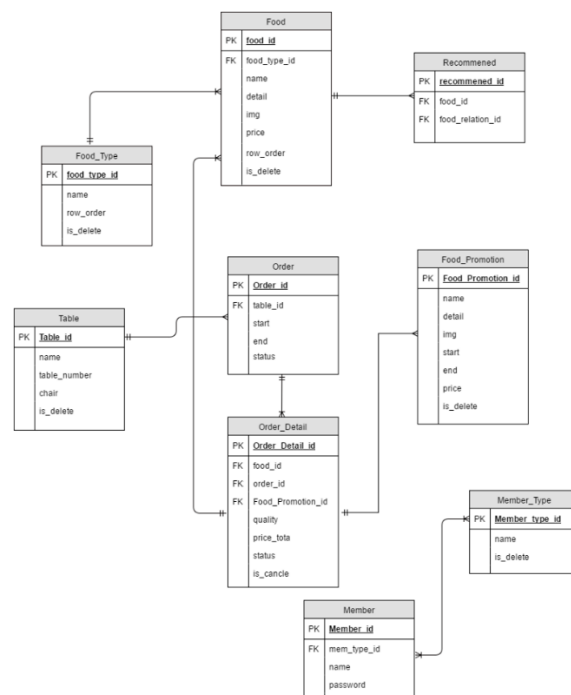 Food
PK food_id
FK food_type_id
name
detail
img
price
row_order
is_delete
Recommened
PK recommened_id
FK food_id
FK food_relation_id
Food_Type
PK food_type_id
name
row_order
is_delete
Order
PK Order_id
FK table_id
start
end
status
Food_Promotion
PK Food_Promotion_id
name
detail
img
start
end
price
is_delete
Table
PK Table_id
name
table_number
chair
is_delete
Order_Detail
PK Order_Detail_id
FK food_id
FK order_id
FK Food_Promotion_id
quality
price_tota
status
is_cancle
Member_Type
PK Member_type_id
name
is_delete
Member
PK Member_id
FK mem_type_id
name
password